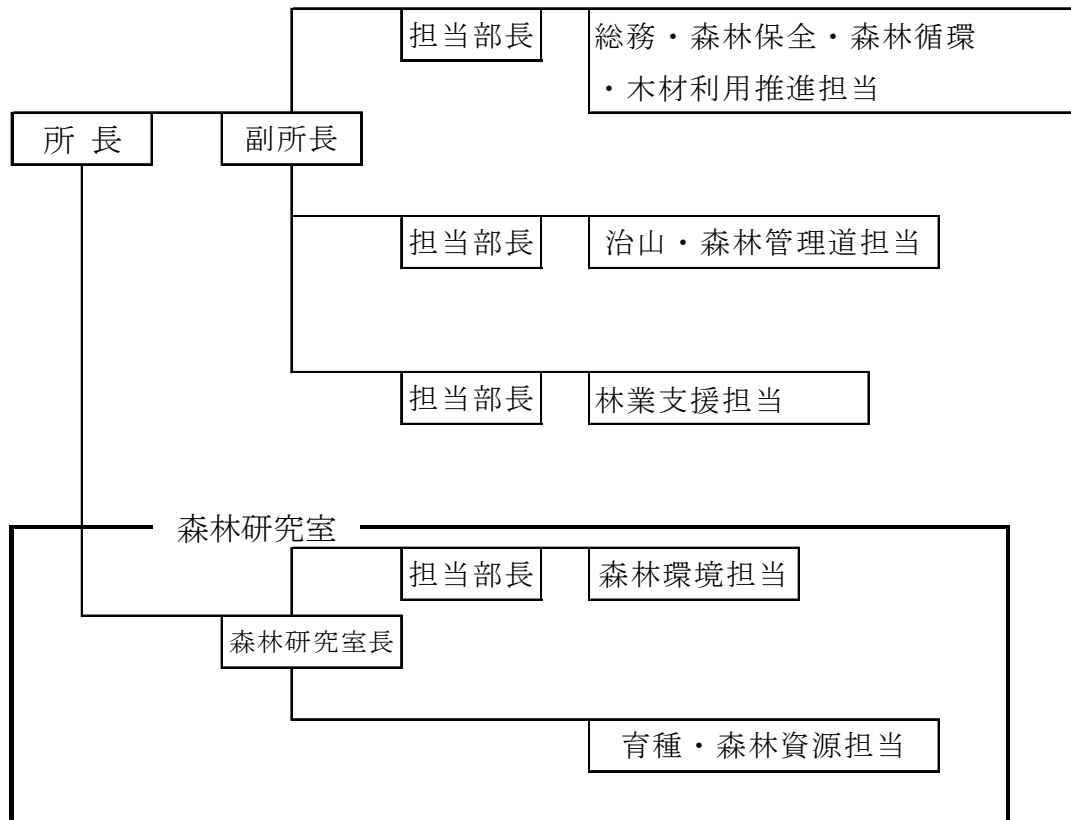 担当部長
総務・森林保全・森林循環
・木材利用推進担当
所 長
副所長
担当部長
治山・森林管理道担当
担当部長
林業支援担当
森林研究室
担当部長
森林環境担当
森林研究室長
育種・森林資源担当